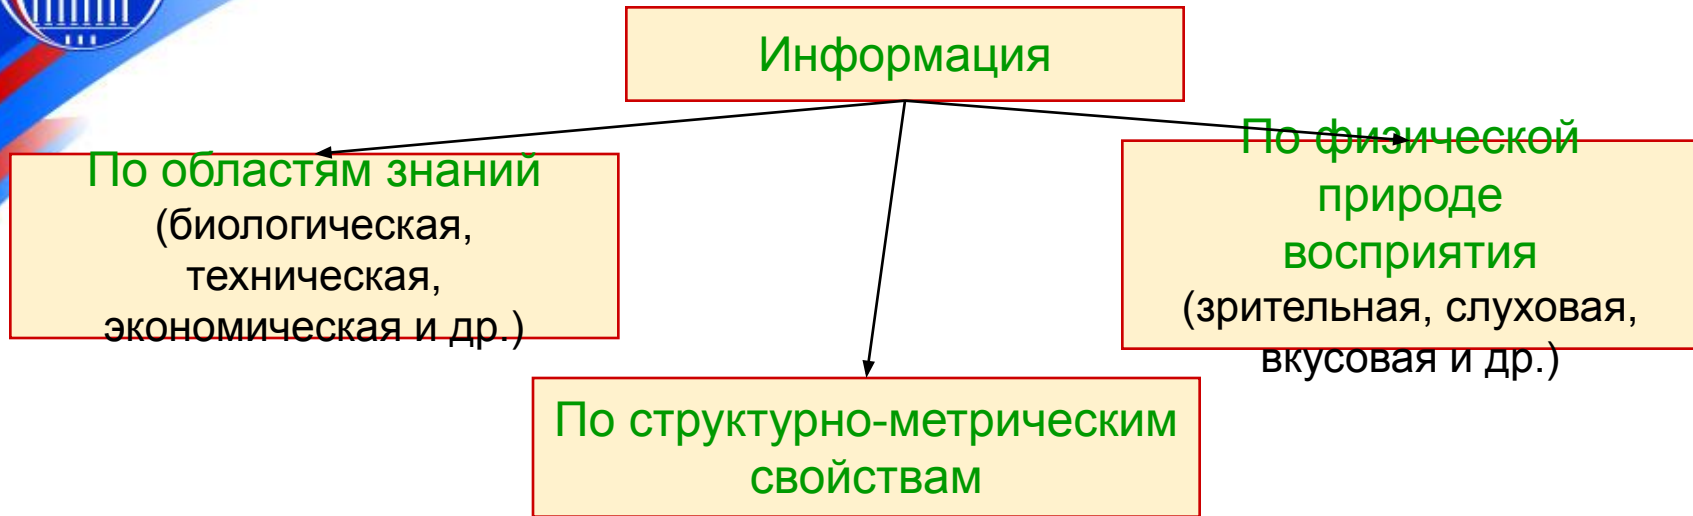 Информация
По областям знаний
(биологическая,
техническая,
экономическая и др.)
По физической
природе
восприятия
(зрительная, слуховая,
вкусовая и др.)
По структурно-метрическим
свойствам